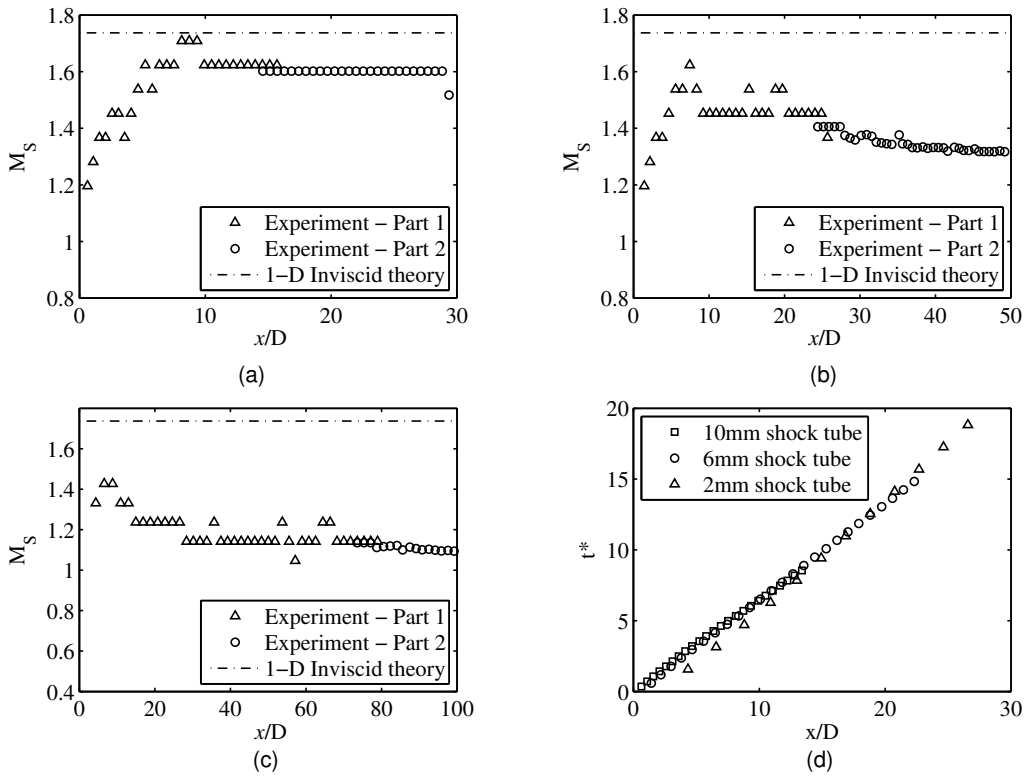 1.8
1.6
1.4
1.2
1
0.8
M_S
Experiment – Part 1
Experiment – Part 2
1–D Inviscid theory
0 10 20 30
x/D
(a)
1.8
1.6
1.4
1.2
1
0.8
M_S
Experiment – Part 1
Experiment – Part 2
1–D Inviscid theory
0 10 20 30 40 50
x/D
(b)
1.6
1.4
1.2
1
0.8
0.6
0.4
M_S
Experiment – Part 1
Experiment – Part 2
1–D Inviscid theory
0 20 40 60 80 100
x/D
(c)
20
15
10
5
0
t*
10mm shock tube
6mm shock tube
2mm shock tube
0 10 20 30
x/D
(d)